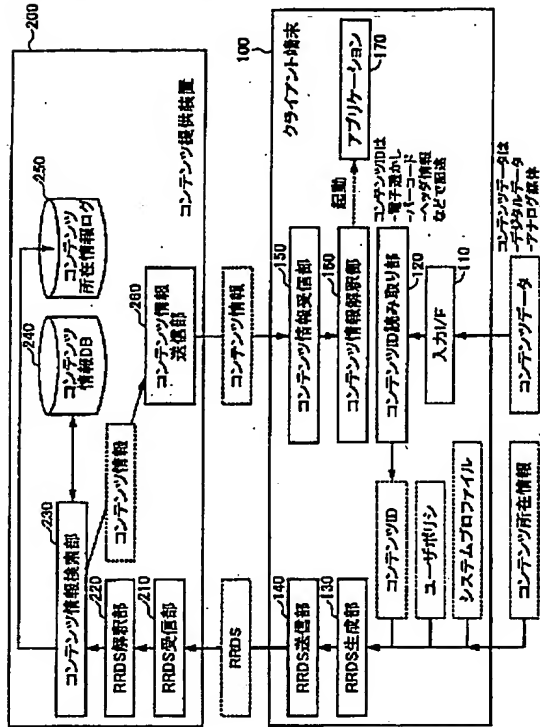 200
コンテンツ提供装置
250
コンテンツ
所在情報ログ
240
コンテンツ
情報DB
260
コンテンツ情報
送信部
コンテンツ情報
230
コンテンツ情報検索部
220
RRDS解釈部
210
RRDS受信部
コンテンツ情報
RRDS
100
クライアント端末
170
アプリケーション
起動
150
コンテンツ情報受信部
160
コンテンツ情報解釈部
120
コンテンツID読み取り部
110
入力I/F
コンテンツIDは
-電子透かし
-バーコード
-ヘッダ情報
などで記述
140
RRDS送信部
130
RRDS生成部
コンテンツID
ユーザポリシ
システムプロファイル
コンテンツ所在情報
コンテンツデータ
コンテンツデータは
-デジタルデータ
-アナログ媒体